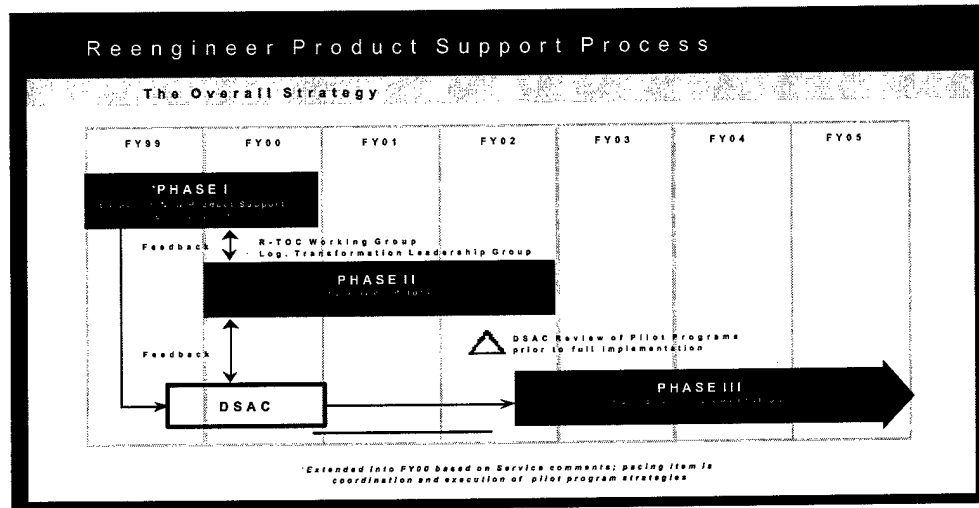 Reengineer Product Support Process
The Overall Strategy
FY99 FY00 FY01 FY02 FY03 FY04 FY05
*PHASE I
Product Support
Feedback
R-TOC Working Group
Log. Transformation Leadership Group
PHASE II
DSAC Review of Pilot Programs
prior to full implementation
Feedback
PHASE III
DSAC
*Extended into FY00 based on Service comments; pacing item is
coordination and execution of pilot program strategies